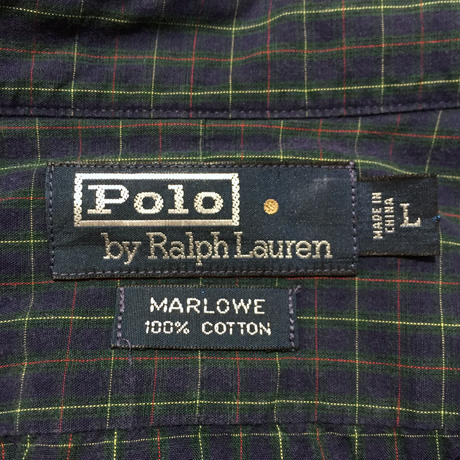 Polo
by Ralph Lauren
MADE IN
CHINA
L
MARLOWE
100% COTTON